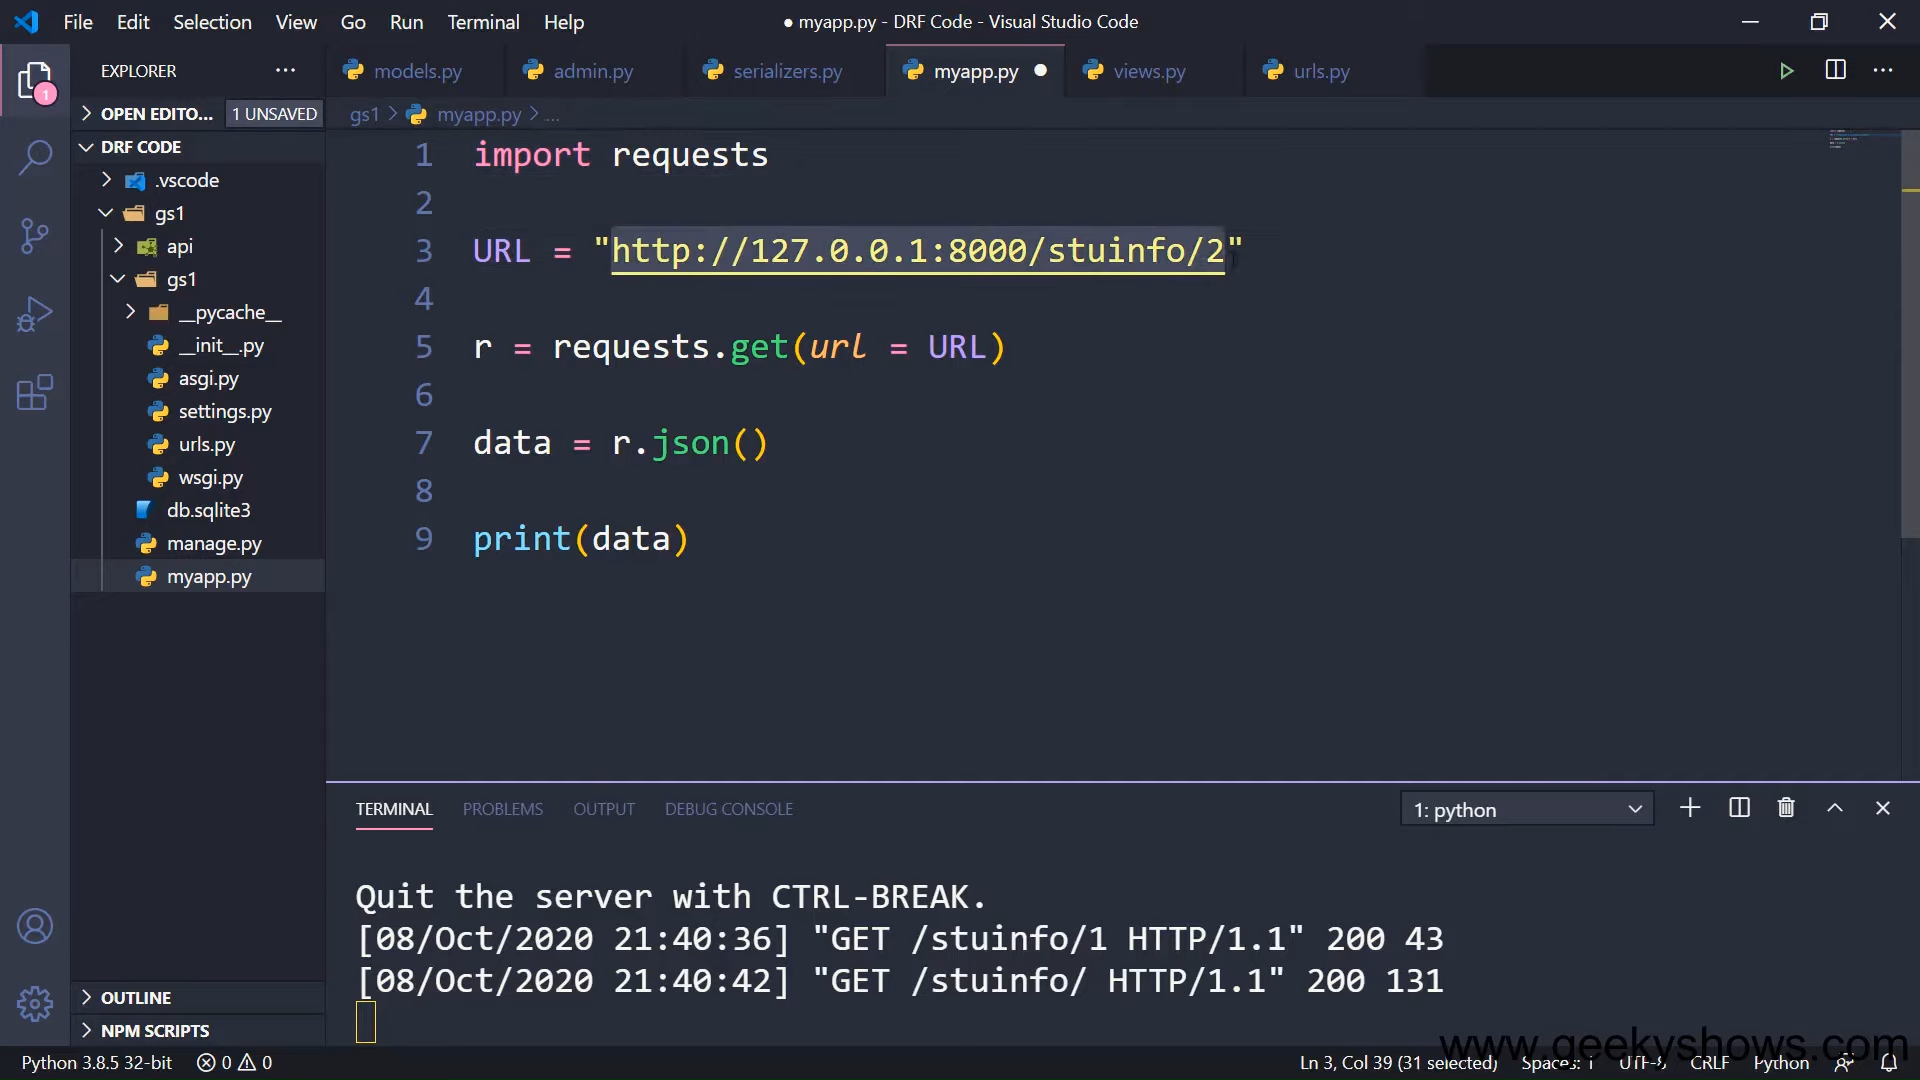 File Edit Selection View Go Run Terminal Help
● myapp.py - DRF Code - Visual Studio Code
EXPLORER ...
models.py admin.py serializers.py myapp.py ● views.py urls.py
OPEN EDITO... 1 UNSAVED
gs1 > myapp.py > ...
DRF CODE
.vscode
gs1
api
gs1
__pycache__
__init__.py
asgi.py
settings.py
urls.py
wsgi.py
db.sqlite3
manage.py
myapp.py
OUTLINE
NPM SCRIPTS
1
1 import requests
2
3 URL = "http://127.0.0.1:8000/stuinfo/2"
4
5 r = requests.get(url = URL)
6
7 data = r.json()
8
9 print(data)
TERMINAL PROBLEMS OUTPUT DEBUG CONSOLE
1: python
Quit the server with CTRL-BREAK.
[08/Oct/2020 21:40:36] "GET /stuinfo/1 HTTP/1.1" 200 43
[08/Oct/2020 21:40:42] "GET /stuinfo/ HTTP/1.1" 200 131
www.geekyshows.com
Python 3.8.5 32-bit 0 0
Ln 3, Col 39 (31 selected) Spaces: UTF-8 CRLF Python